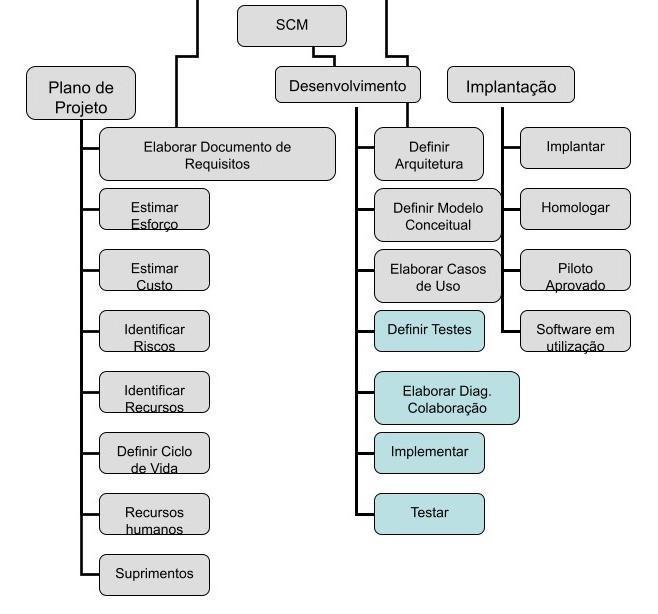 SCM
Plano de
Projeto
Elaborar Documento de
Requisitos
Estimar
Esforço
Estimar
Custo
Identificar
Riscos
Identificar
Recursos
Definir Ciclo
de Vida
Recursos
humanos
Suprimentos
Desenvolvimento
Definir
Arquitetura
Definir Modelo
Conceitual
Elaborar Casos
de Uso
Definir Testes
Elaborar Diag.
Colaboração
Implementar
Testar
Implantação
Implantar
Homologar
Piloto
Aprovado
Software em
utilização